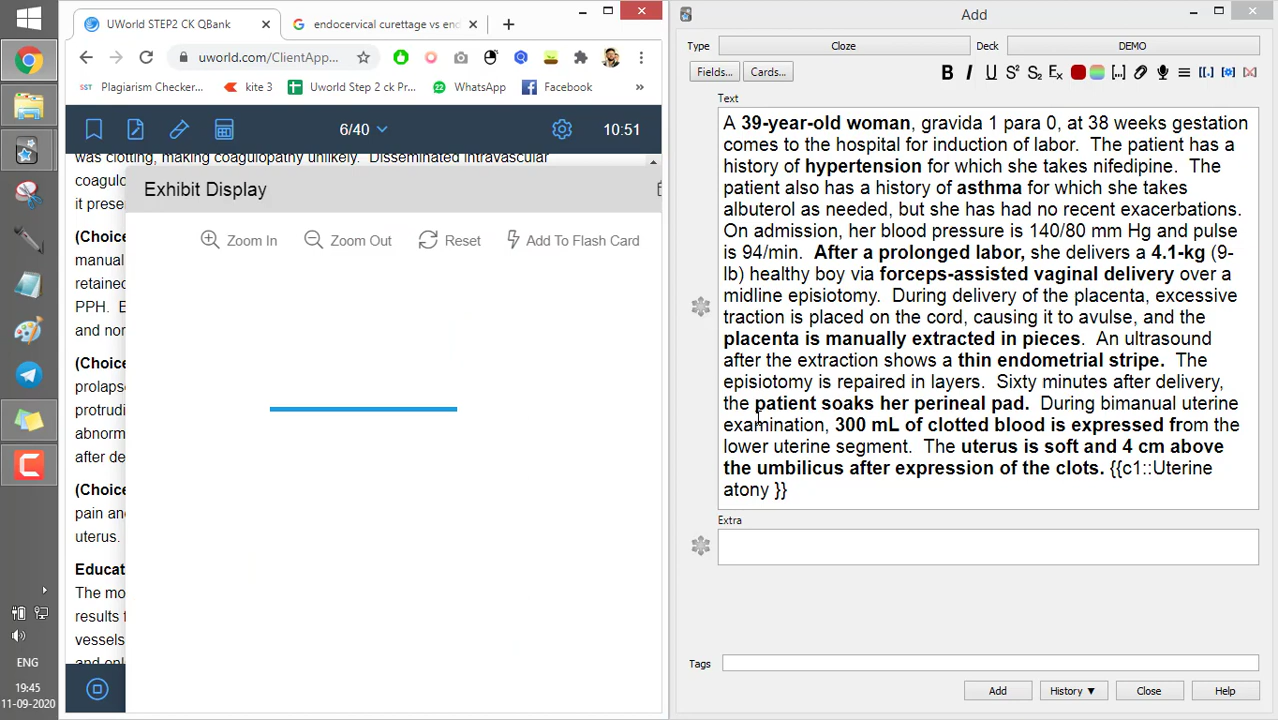 UWorld STEP2 CK QBank
endocervical curettage vs end
uworld.com/ClientApp...
SST Plagiarism Checker...
kite 3
Uworld Step 2 ck Pr...
22 WhatsApp
Facebook
»
6/40
10:51
was clotting, making coagulopathy unlikely. Disseminated intravascular
coagulo
it prese
Exhibit Display
Zoom In
Zoom Out
Reset
Add To Flash Card
(Choice
manual
retained
PPH. E
and nor
(Choice
prolaps
protrudi
abnorm
after de
(Choice
pain and
uterus.
Educat
The mo
results f
vessels
ENG
19:45
11-09-2020
Add
Type
Cloze
Deck
DEMO
Fields...
Cards...
Text
A 39-year-old woman, gravida 1 para 0, at 38 weeks gestation
comes to the hospital for induction of labor. The patient has a
history of hypertension for which she takes nifedipine. The
patient also has a history of asthma for which she takes
albuterol as needed, but she has had no recent exacerbations.
On admission, her blood pressure is 140/80 mm Hg and pulse
is 94/min. After a prolonged labor, she delivers a 4.1-kg (9-
lb) healthy boy via forceps-assisted vaginal delivery over a
midline episiotomy. During delivery of the placenta, excessive
traction is placed on the cord, causing it to avulse, and the
placenta is manually extracted in pieces. An ultrasound
after the extraction shows a thin endometrial stripe. The
episiotomy is repaired in layers. Sixty minutes after delivery,
the patient soaks her perineal pad. During bimanual uterine
examination, 300 mL of clotted blood is expressed from the
lower uterine segment. The uterus is soft and 4 cm above
the umbilicus after expression of the clots. {{c1::Uterine
atony }}
Extra
Tags
Add
History ▼
Close
Help